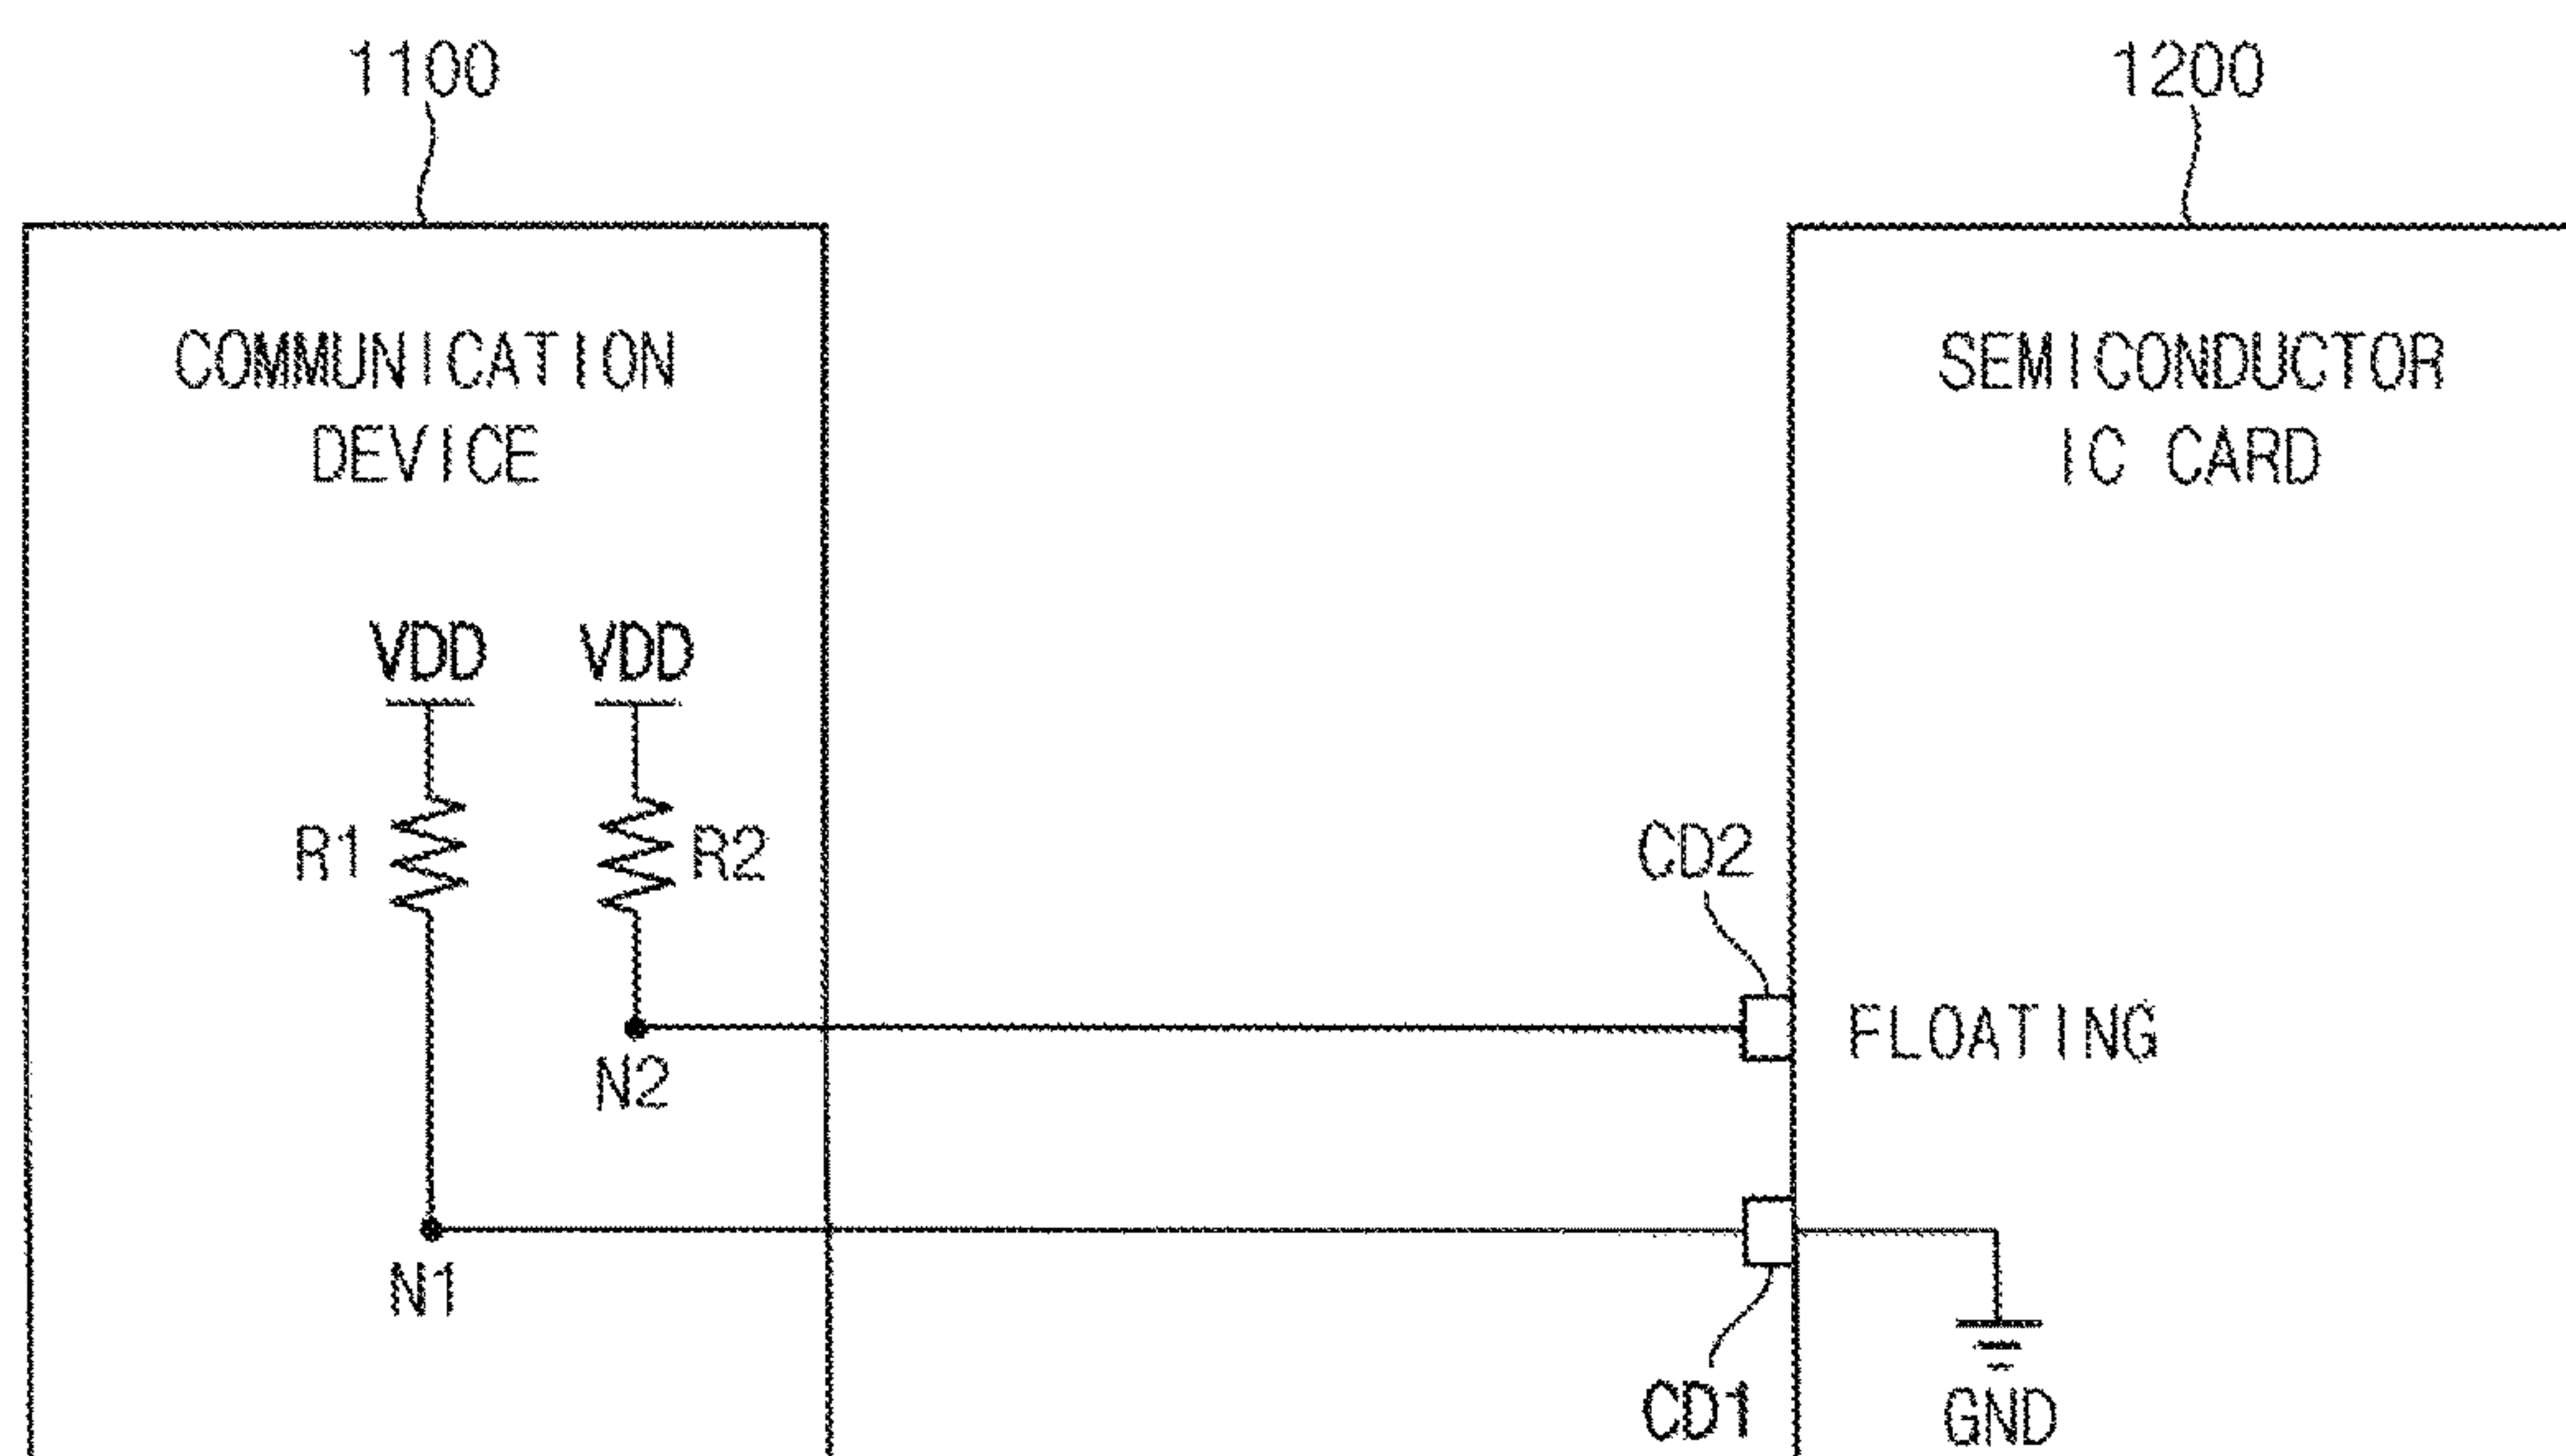 1100
1200
COMMUNICATION
DEVICE
SEMICONDUCTOR
IC CARD
VDD VDD
R1 R2
CD2
FLOATING
N2
N1
CD1
GND